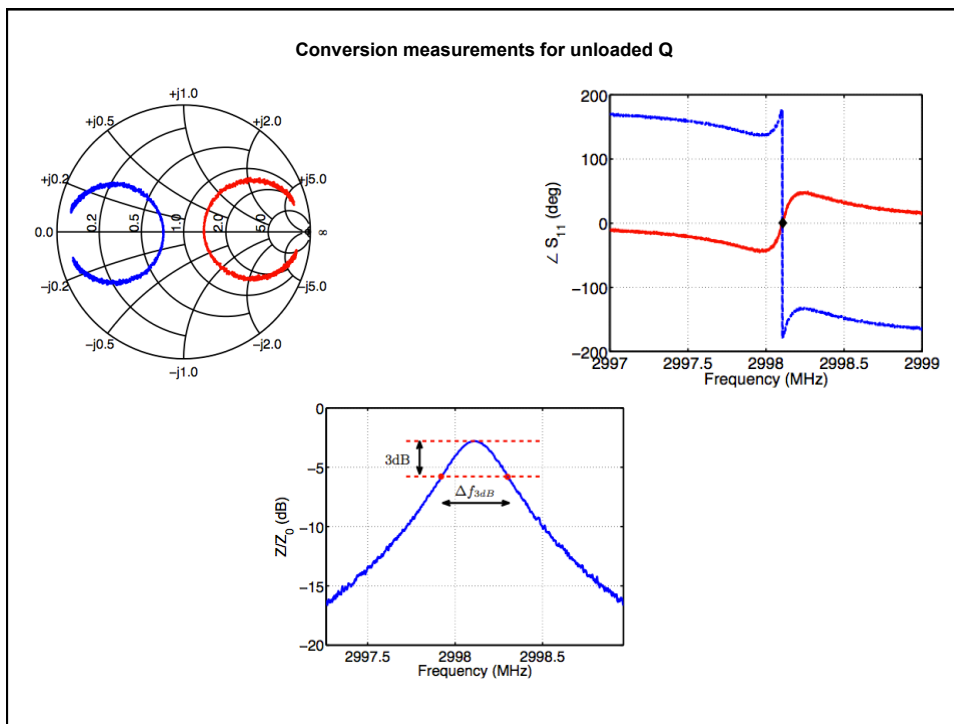 Conversion measurements for unloaded Q
+j1.0
+j0.5
+j2.0
+j0.2
+j5.0
0.0
0.2
0.5
1.0
2.0
5.0
∞
−j0.2
−j5.0
−j0.5
−j2.0
−j1.0
200
100
0
−100
−200
∠ S11 (deg)
2997 2997.5 2998 2998.5 2999
Frequency (MHz)
0
−5
−10
−15
−20
Z/Z0 (dB)
3dB
Δf3dB
2997.5 2998 2998.5
Frequency (MHz)